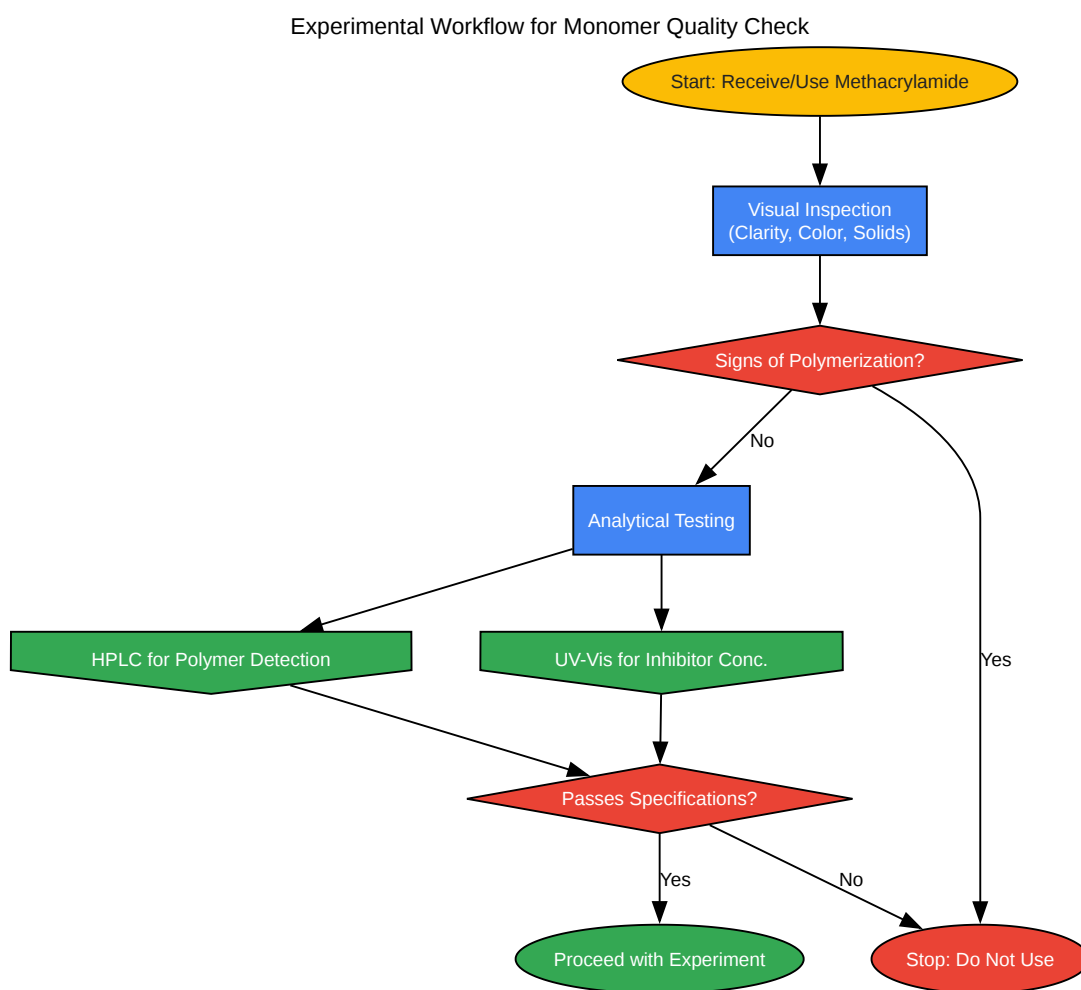 Experimental Workflow for Monomer Quality Check
Start: Receive/Use Methacrylamide
Visual Inspection
(Clarity, Color, Solids)
Signs of Polymerization?
No
Analytical Testing
HPLC for Polymer Detection
UV-Vis for Inhibitor Conc.
Yes
Passes Specifications?
Yes
No
Proceed with Experiment
Stop: Do Not Use